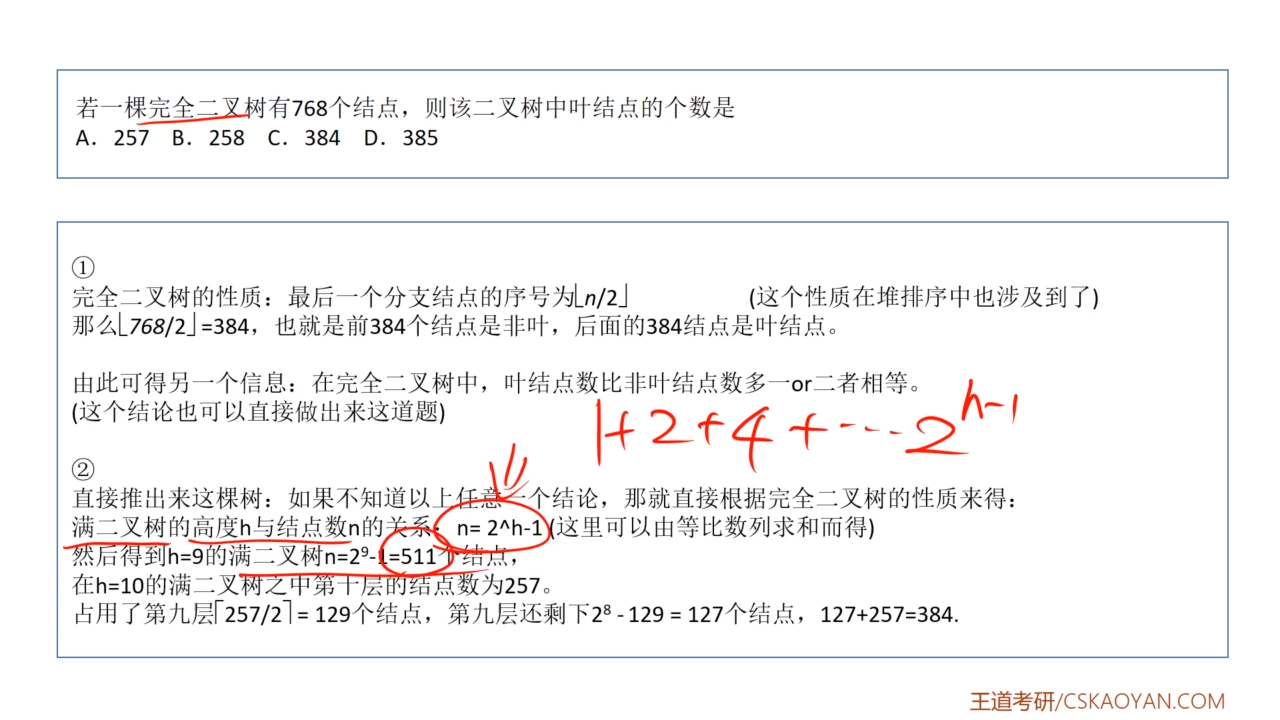 若一棵完全二叉树有768个结点，则该二叉树中叶结点的个数是
A．257 B．258 C．384 D．385
①
完全二叉树的性质：最后一个分支结点的序号为⌊n/2⌋ (这个性质在堆排序中也涉及到了)
那么⌊768/2⌋=384，也就是前384个结点是非叶，后面的384结点是叶结点。
由此可得另一个信息：在完全二叉树中，叶结点数比非叶结点数多一or二者相等。
(这个结论也可以直接做出来这道题)
1+2+4+…2^{h-1}
②
直接推出来这棵树：如果不知道以上任意一个结论，那就直接根据完全二叉树的性质来得：
满二叉树的高度h与结点数n的关系：n= 2^h-1 (这里可以由等比数列求和而得)
然后得到h=9的满二叉树n=2⁹-1=511个结点，
在h=10的满二叉树之中第十层的结点数为257。
占用了第九层⌈257/2⌉= 129个结点，第九层还剩下2⁸ - 129 = 127个结点，127+257=384.
王道考研/CSKAOYAN.COM